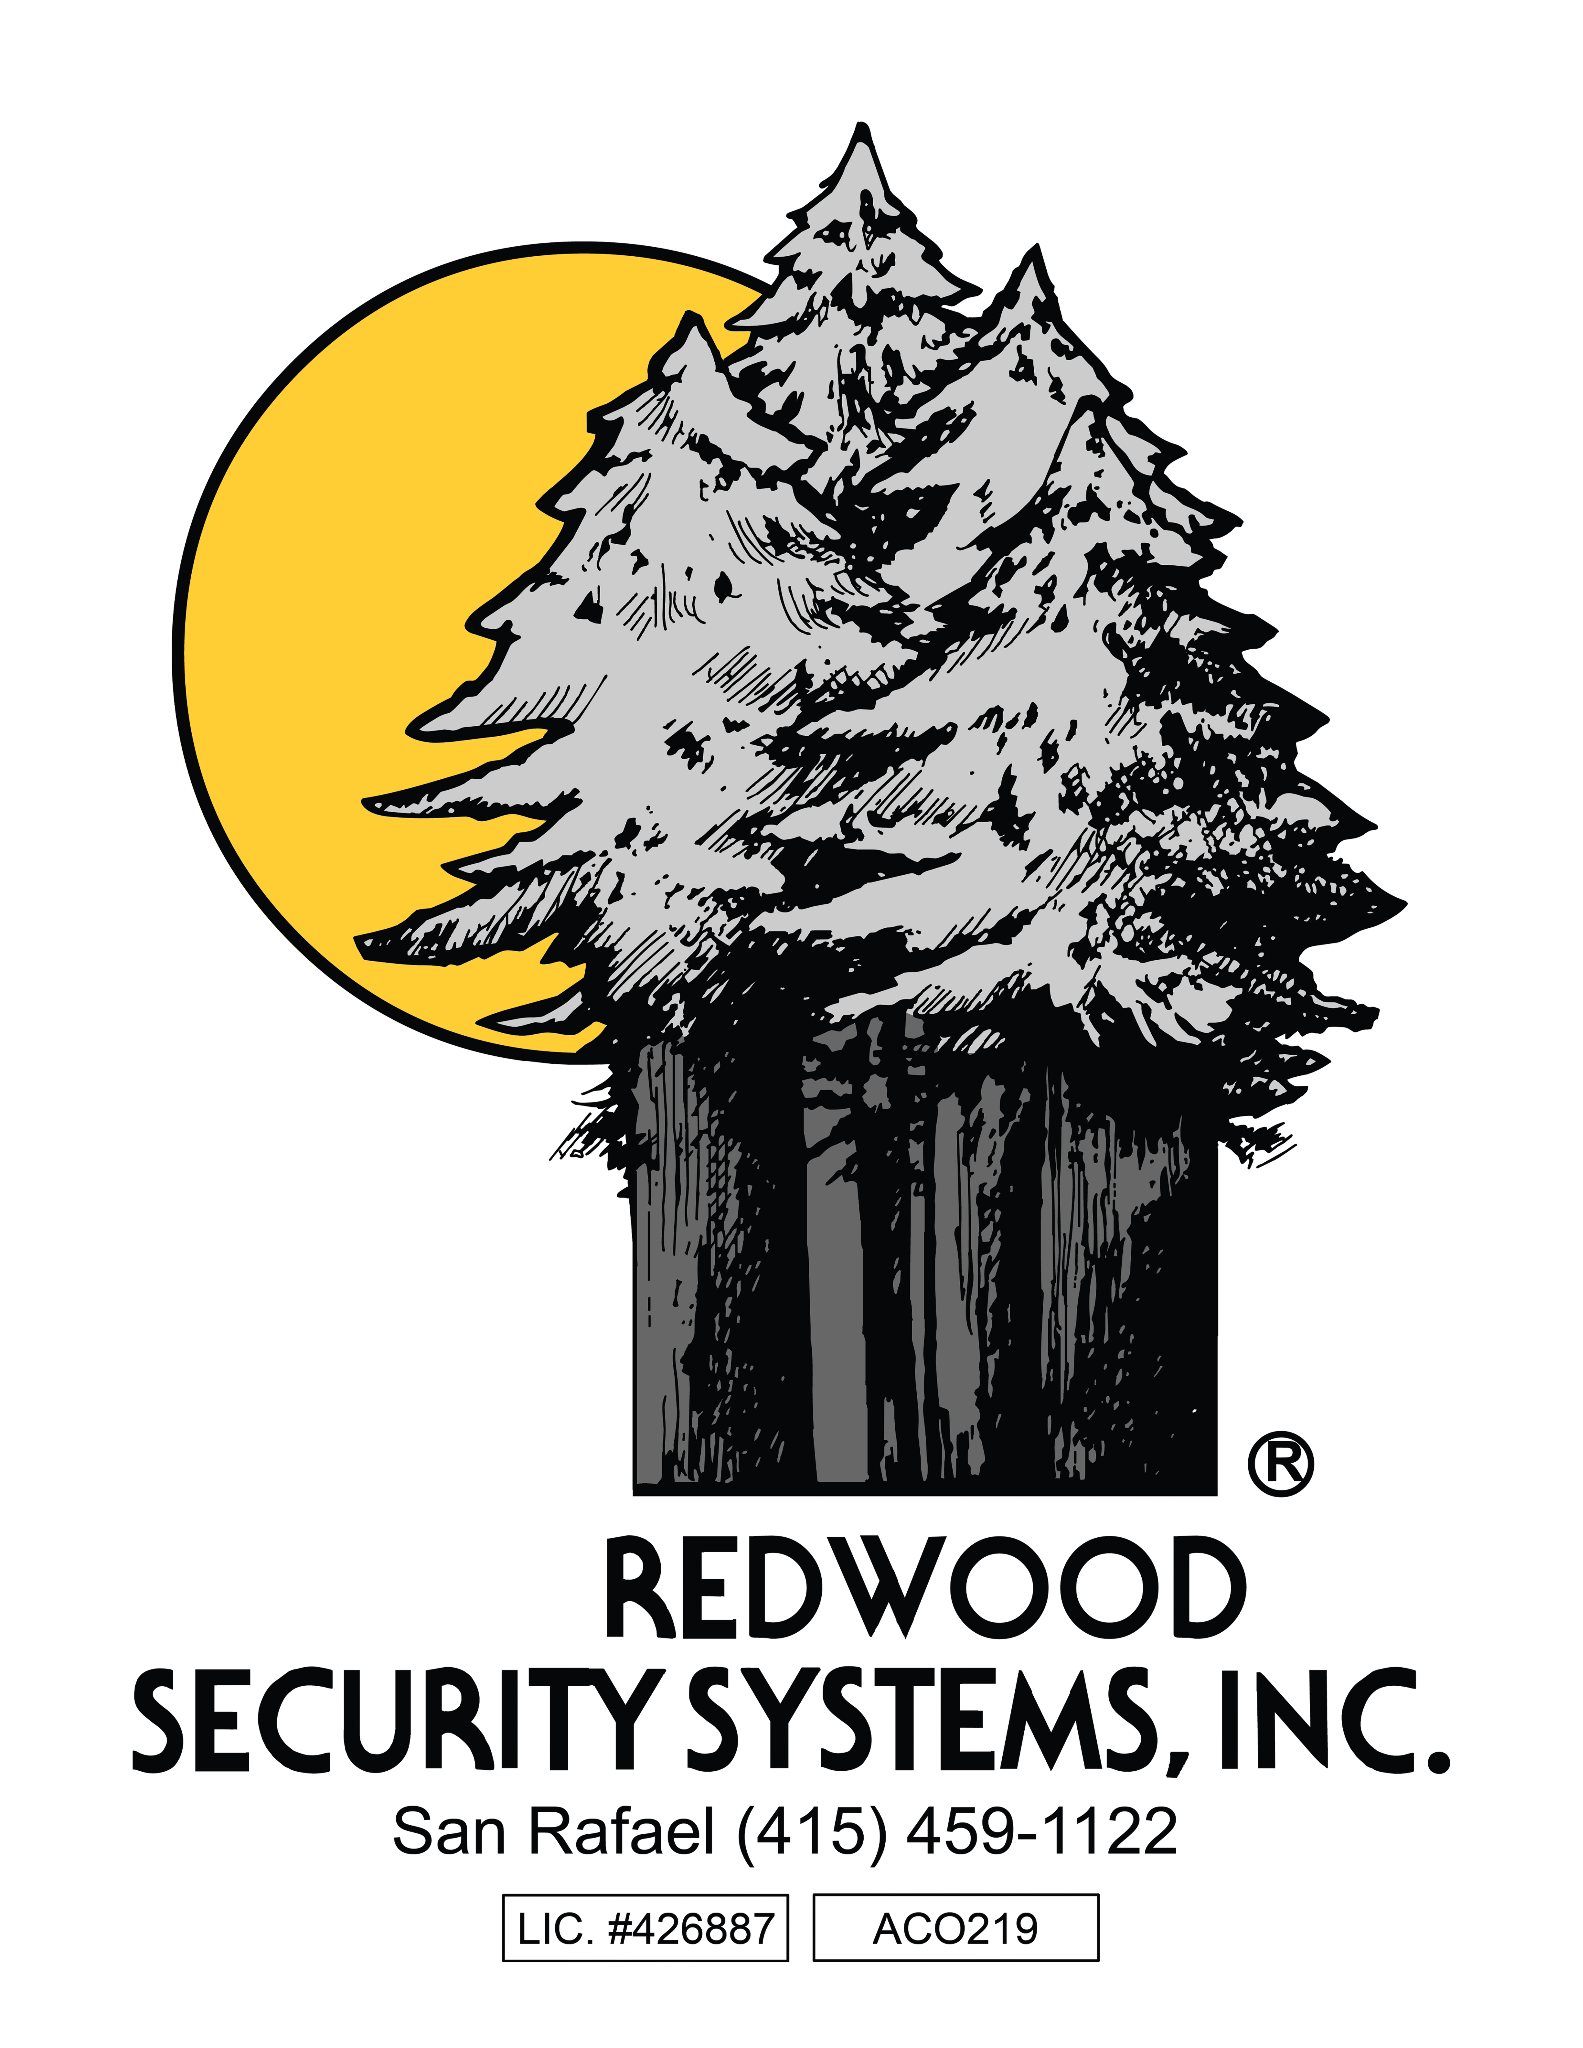 ®
REDWOOD
SECURITY SYSTEMS, INC.
San Rafael (415) 459-1122
LIC. #426887
ACO219